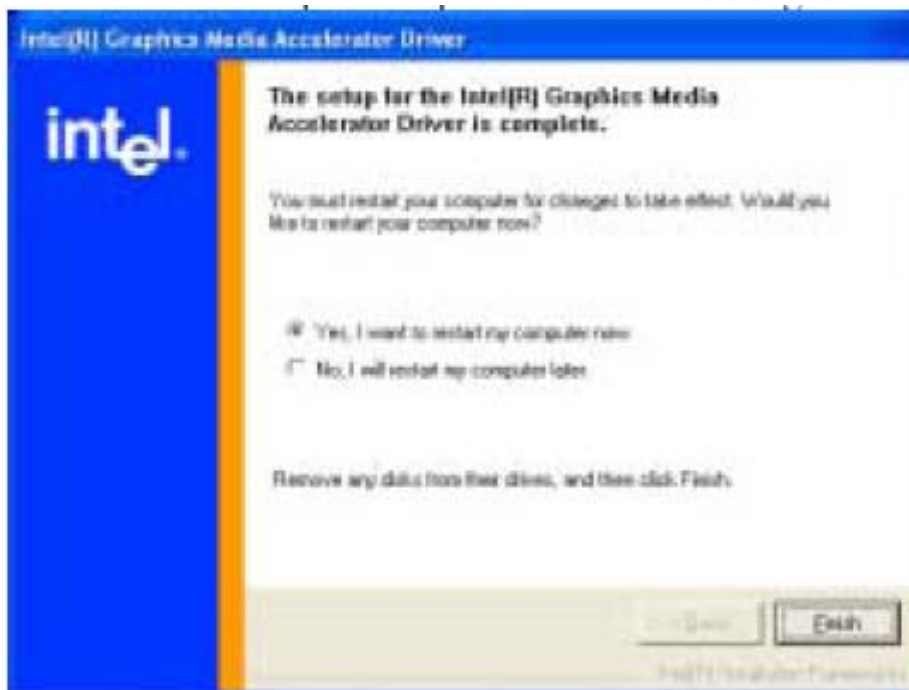 Intel(R) Graphics Media Accelerator Driver
intel.
The setup for the Intel(R) Graphics Media
Accelerator Driver is complete.
You must restart your computer for changes to take effect. Would you
like to restart your computer now?
Yes, I want to restart my computer now.
No, I will restart my computer later.
Remove any disks from their drives, and then click Finish.
< Back
Finish